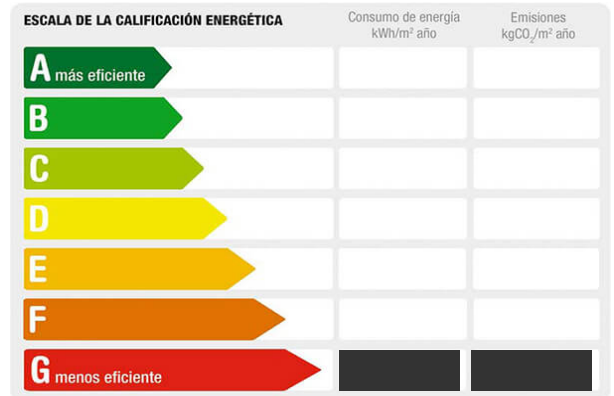 ESCALA DE LA CALIFICACIÓN ENERGÉTICA
Consumo de energía
kWh/m² año
Emisiones
kgCO₂/m² año
A más eficiente
B
C
D
E
F
G menos eficiente